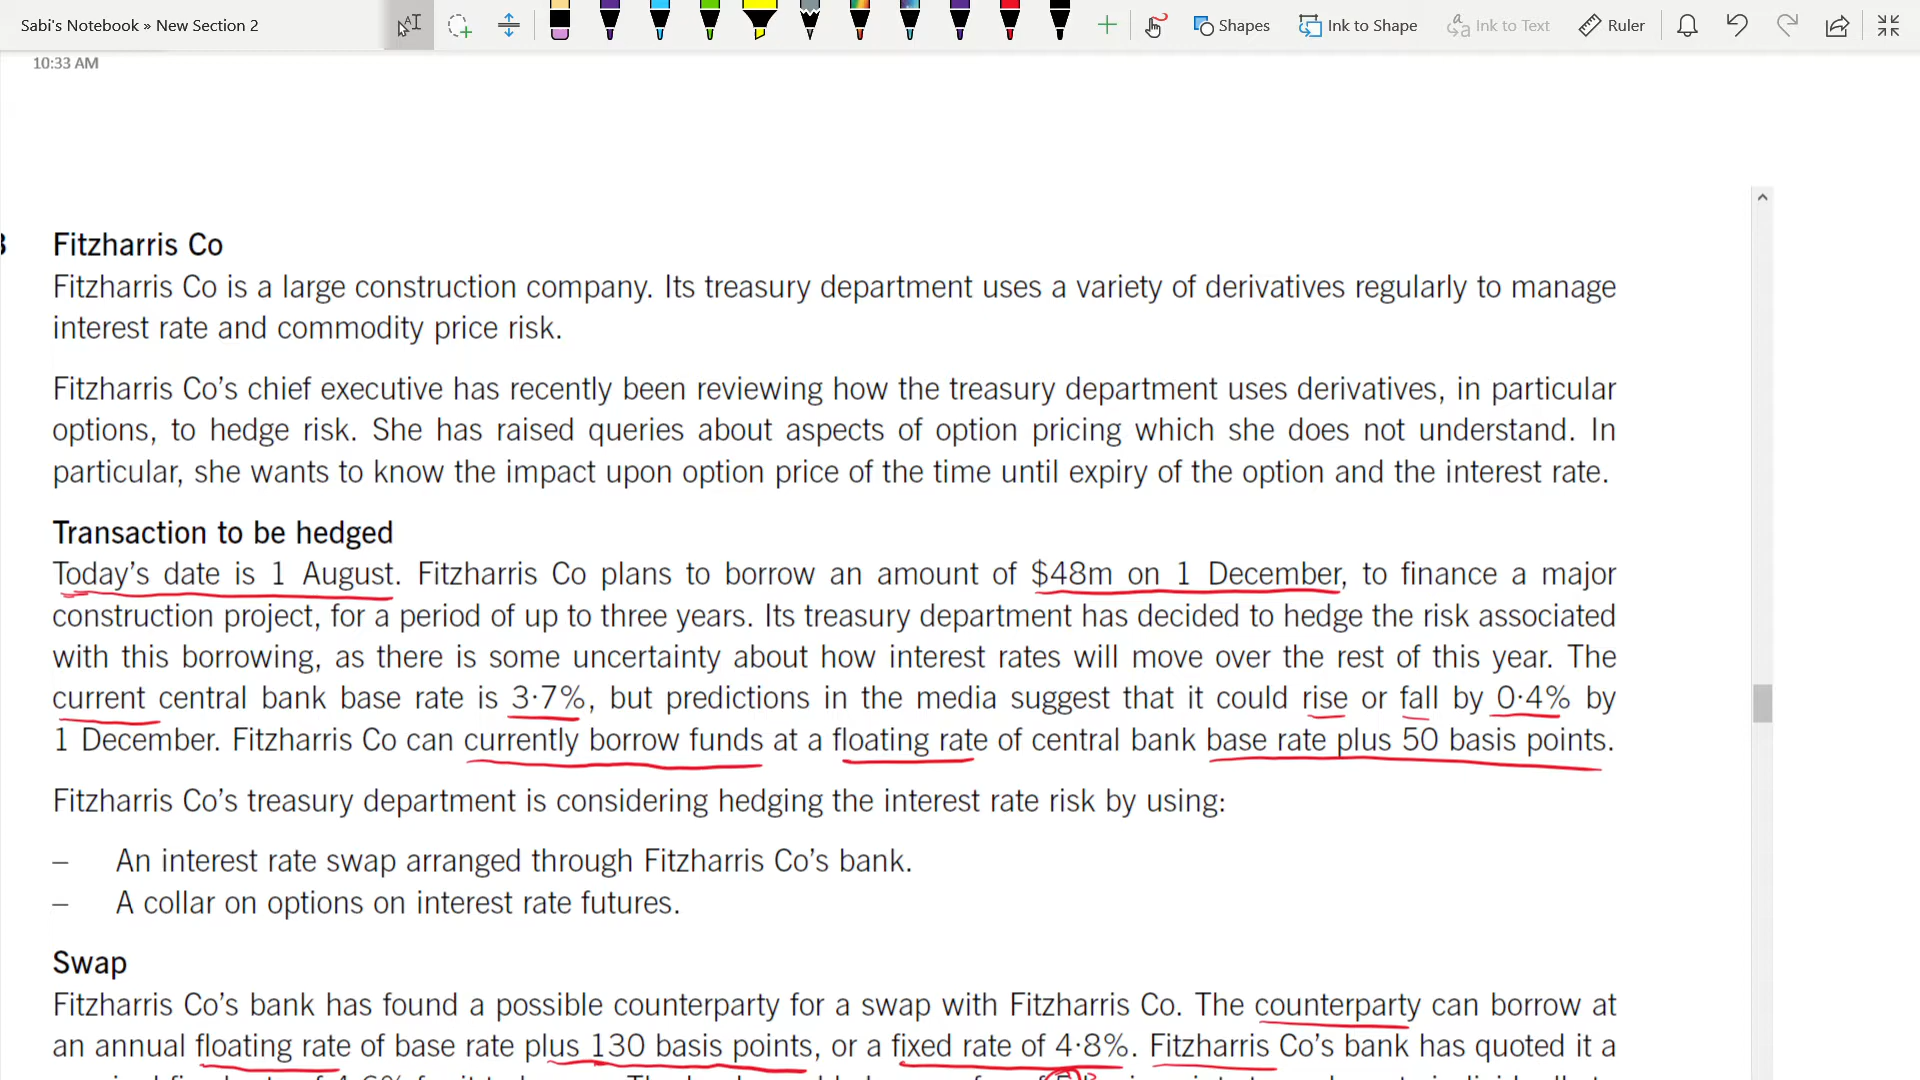 Sabi's Notebook » New Section 2
Shapes
Ink to Shape
Ink to Text
Ruler
10:33 AM
Fitzharris Co
Fitzharris Co is a large construction company. Its treasury department uses a variety of derivatives regularly to manage
interest rate and commodity price risk.
Fitzharris Co's chief executive has recently been reviewing how the treasury department uses derivatives, in particular
options, to hedge risk. She has raised queries about aspects of option pricing which she does not understand. In
particular, she wants to know the impact upon option price of the time until expiry of the option and the interest rate.
Transaction to be hedged
Today's date is 1 August. Fitzharris Co plans to borrow an amount of $48m on 1 December, to finance a major
construction project, for a period of up to three years. Its treasury department has decided to hedge the risk associated
with this borrowing, as there is some uncertainty about how interest rates will move over the rest of this year. The
current central bank base rate is 3·7%, but predictions in the media suggest that it could rise or fall by 0·4% by
1 December. Fitzharris Co can currently borrow funds at a floating rate of central bank base rate plus 50 basis points.
Fitzharris Co's treasury department is considering hedging the interest rate risk by using:
– An interest rate swap arranged through Fitzharris Co's bank.
– A collar on options on interest rate futures.
Swap
Fitzharris Co's bank has found a possible counterparty for a swap with Fitzharris Co. The counterparty can borrow at
an annual floating rate of base rate plus 130 basis points, or a fixed rate of 4·8%. Fitzharris Co's bank has quoted it a